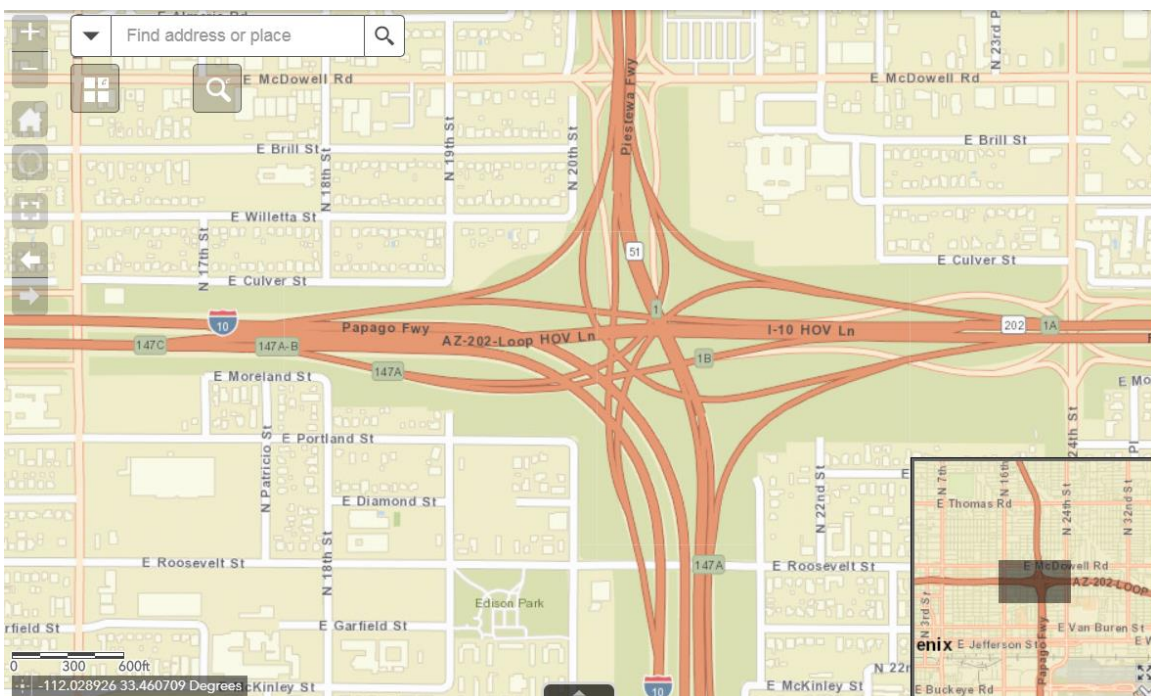 E Almeria Rd
Find address or place
E McDowell Rd
E McDowell Rd
N 23rd P
Piestewa Fwy
E Brill St
N 19th St
N 20th St
E Brill St
N 18th St
E Willetta St
N 17th St
E Culver St
51
E Culver St
10
Papago Fwy
1
I-10 HOV Ln
202
1A
147C
147A-B
AZ-202-Loop HOV Ln
147A
1B
E Moreland St
E Mo
24th St
E Portland St
N Patricio St
Pl
E Diamond St
N 22nd St
E
N 7th
N 16th
N 24th St
N 32nd St
E Thomas Rd
E Roosevelt St
N 18th St
147A
E Roosevelt St
E McDowell Rd
AZ-202-LOOP
Edison Park
N 3rd St
rfield St
E Garfield St
E Van Buren St
E W
enix
E Jefferson St
Papago Fwy
0 300 600ft
N 22n
-112.028926 33.460709 Degrees
cKinley St
10
E McKinley St
E Buckeye Rd